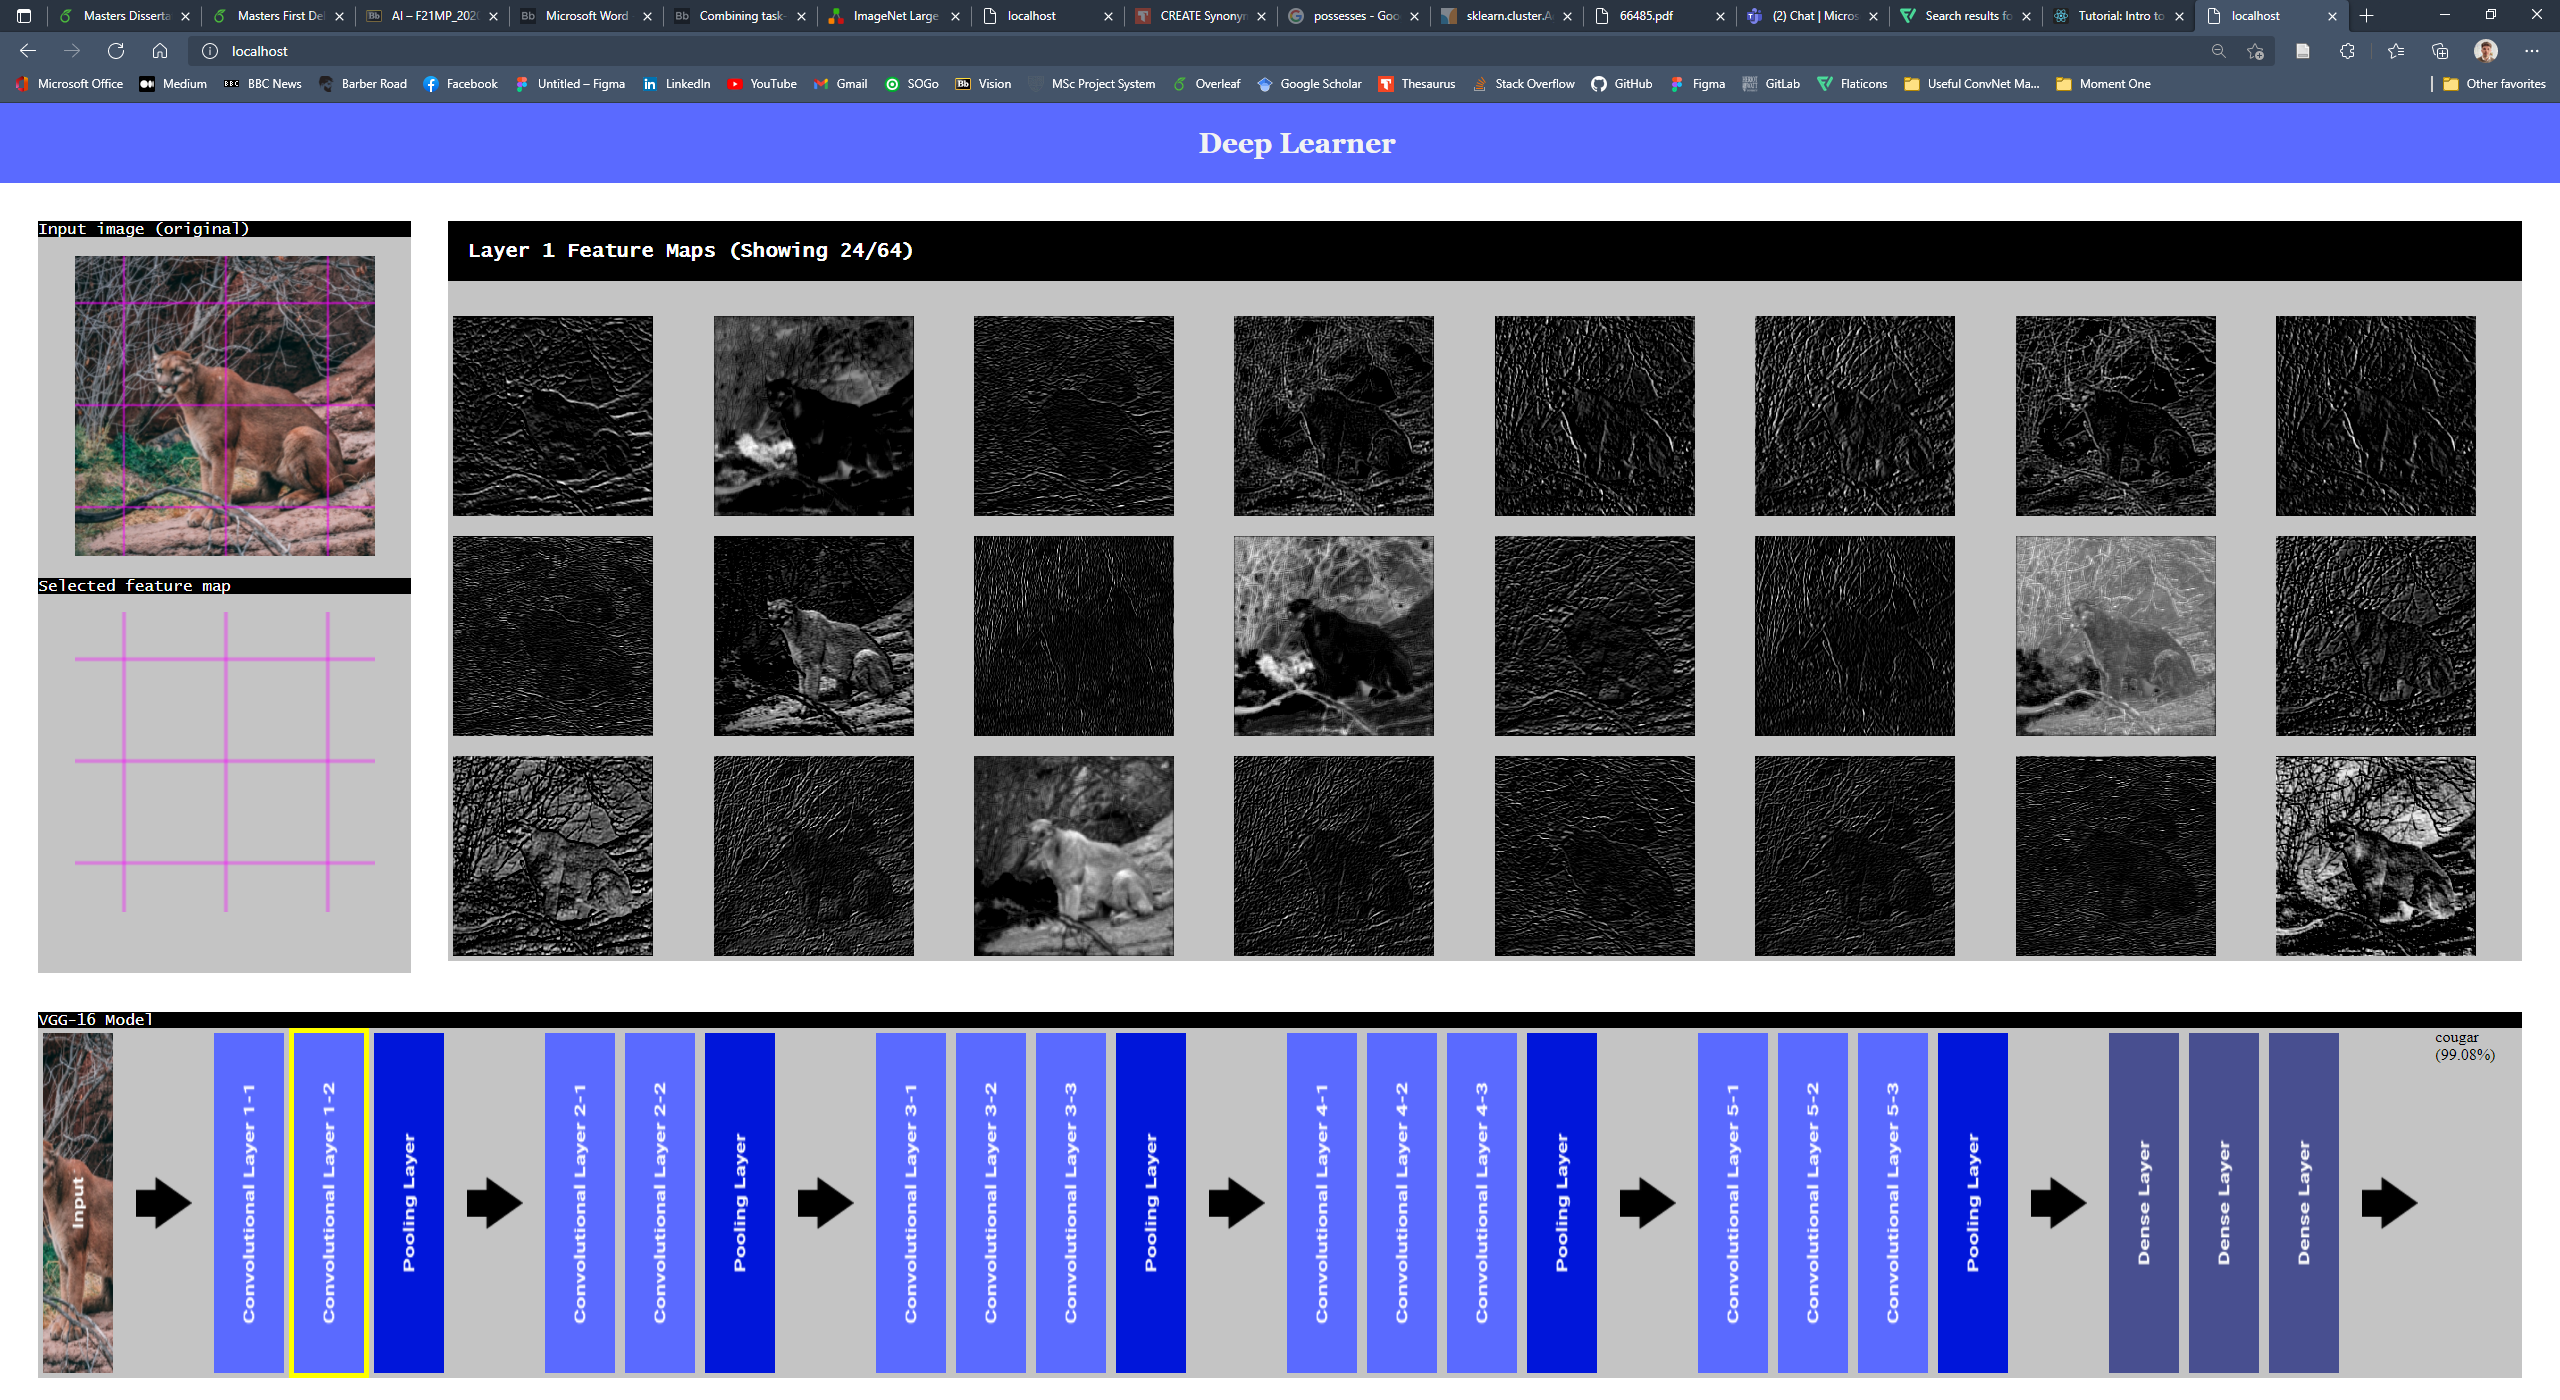 Masters Disserta
Masters First De
AI – F21MP_202
Microsoft Word
Combining task-
ImageNet Large
localhost
CREATE Synonym
possesses - Goo
sklearn.cluster.A
66485.pdf
(2) Chat | Micros
Search results fo
Tutorial: Intro to
localhost
localhost
Microsoft Office
Medium
BBC News
Barber Road
Facebook
Untitled – Figma
LinkedIn
YouTube
Gmail
SOGo
Bb Vision
MSc Project System
Overleaf
Google Scholar
Thesaurus
Stack Overflow
GitHub
Figma
GitLab
Flaticons
Useful ConvNet Ma...
Moment One
Other favorites
Deep Learner
Input image (original)
Layer 1 Feature Maps (Showing 24/64)
Selected feature map
VGG-16 Model
Input
Convolutional Layer 1-1
Convolutional Layer 1-2
Pooling Layer
Convolutional Layer 2-1
Convolutional Layer 2-2
Pooling Layer
Convolutional Layer 3-1
Convolutional Layer 3-2
Convolutional Layer 3-3
Pooling Layer
Convolutional Layer 4-1
Convolutional Layer 4-2
Convolutional Layer 4-3
Pooling Layer
Convolutional Layer 5-1
Convolutional Layer 5-2
Convolutional Layer 5-3
Pooling Layer
Dense Layer
Dense Layer
Dense Layer
cougar
(99.08%)